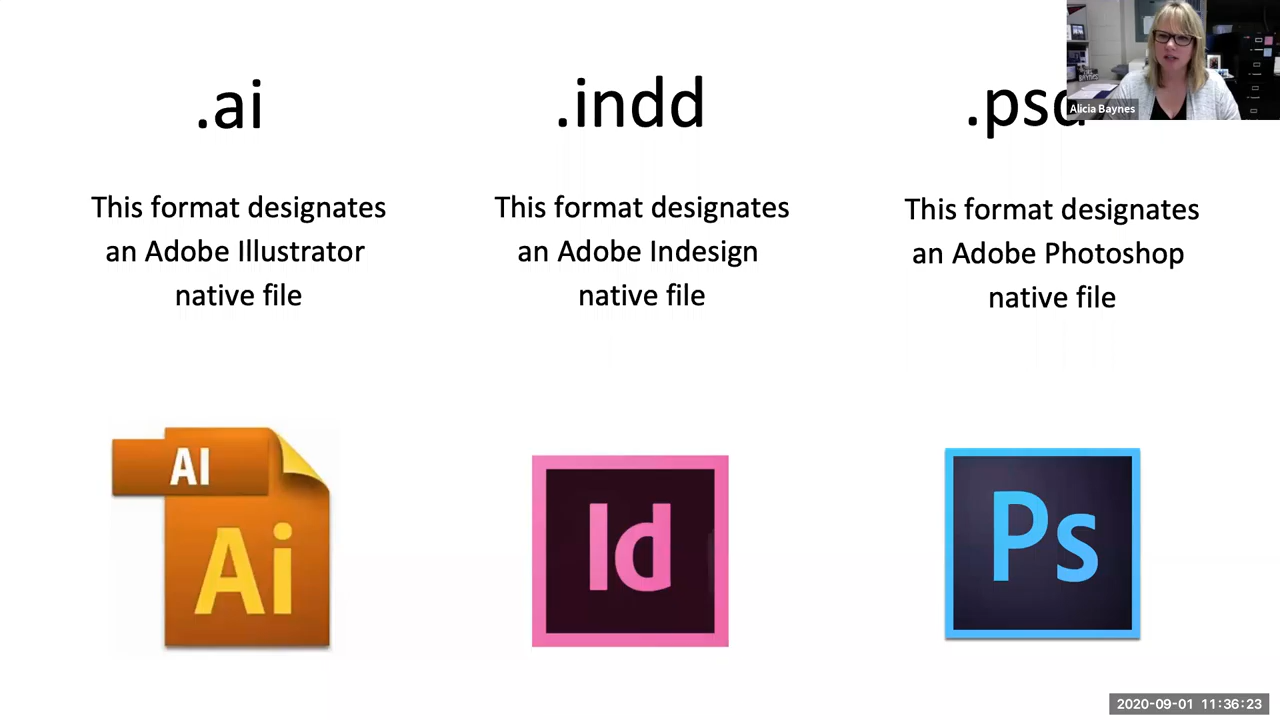 .ai
This format designates
an Adobe Illustrator
native file
AI
Ai
.indd
This format designates
an Adobe Indesign
native file
Id
.psd
This format designates
an Adobe Photoshop
native file
Ps
Alicia Baynes
2020-09-01 11:36:23